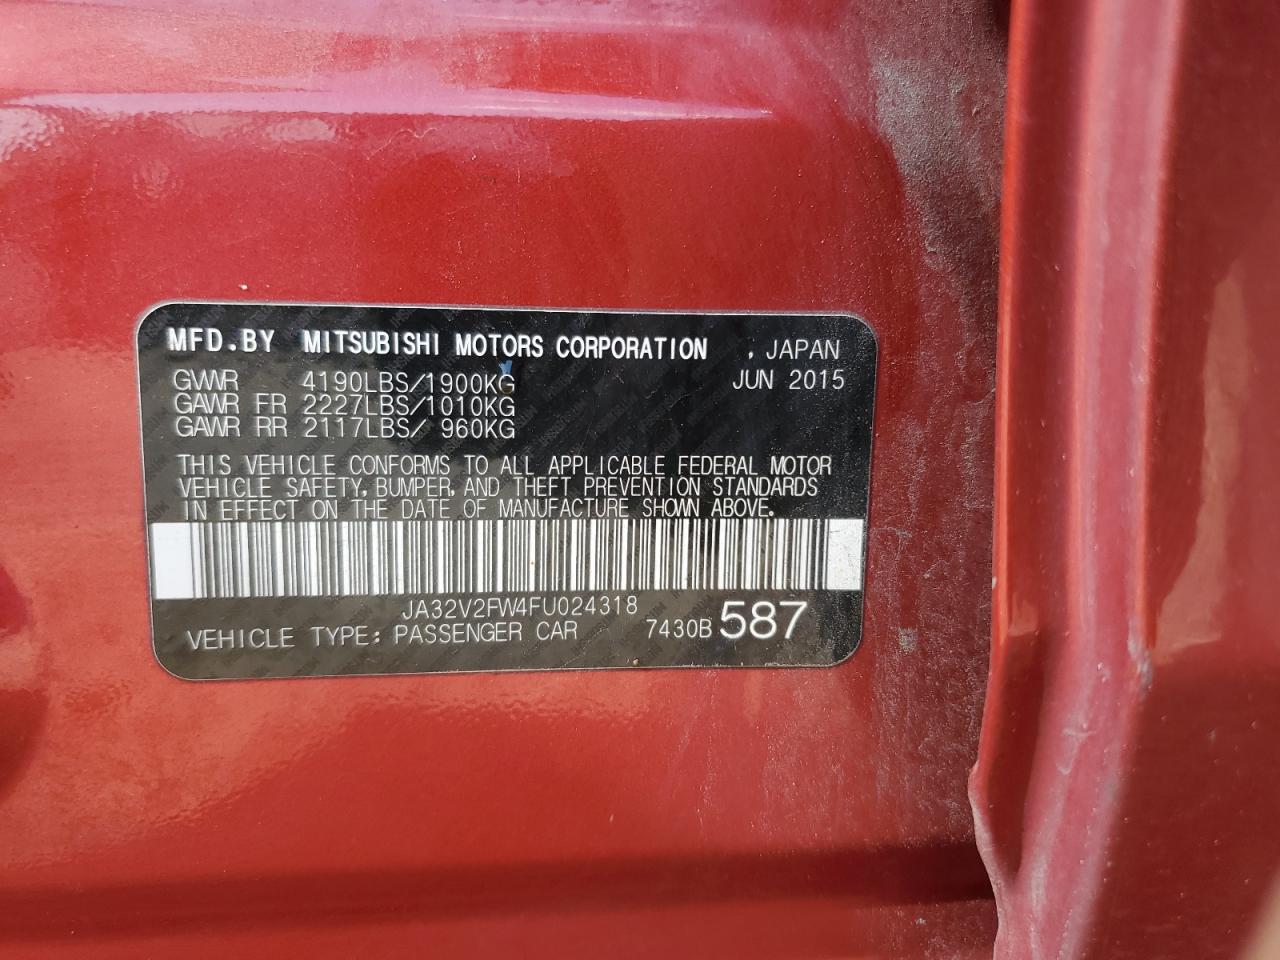 MFD.BY MITSUBISHI MOTORS CORPORATION , JAPAN
GVWR 4190LBS/1900KG JUN 2015
GAWR FR 2227LBS/1010KG
GAWR RR 2117LBS/ 960KG
THIS VEHICLE CONFORMS TO ALL APPLICABLE FEDERAL MOTOR
VEHICLE SAFETY, BUMPER, AND THEFT PREVENTION STANDARDS
IN EFFECT ON THE DATE OF MANUFACTURE SHOWN ABOVE.
JA32V2FW4FU024318
VEHICLE TYPE: PASSENGER CAR 7430B 587